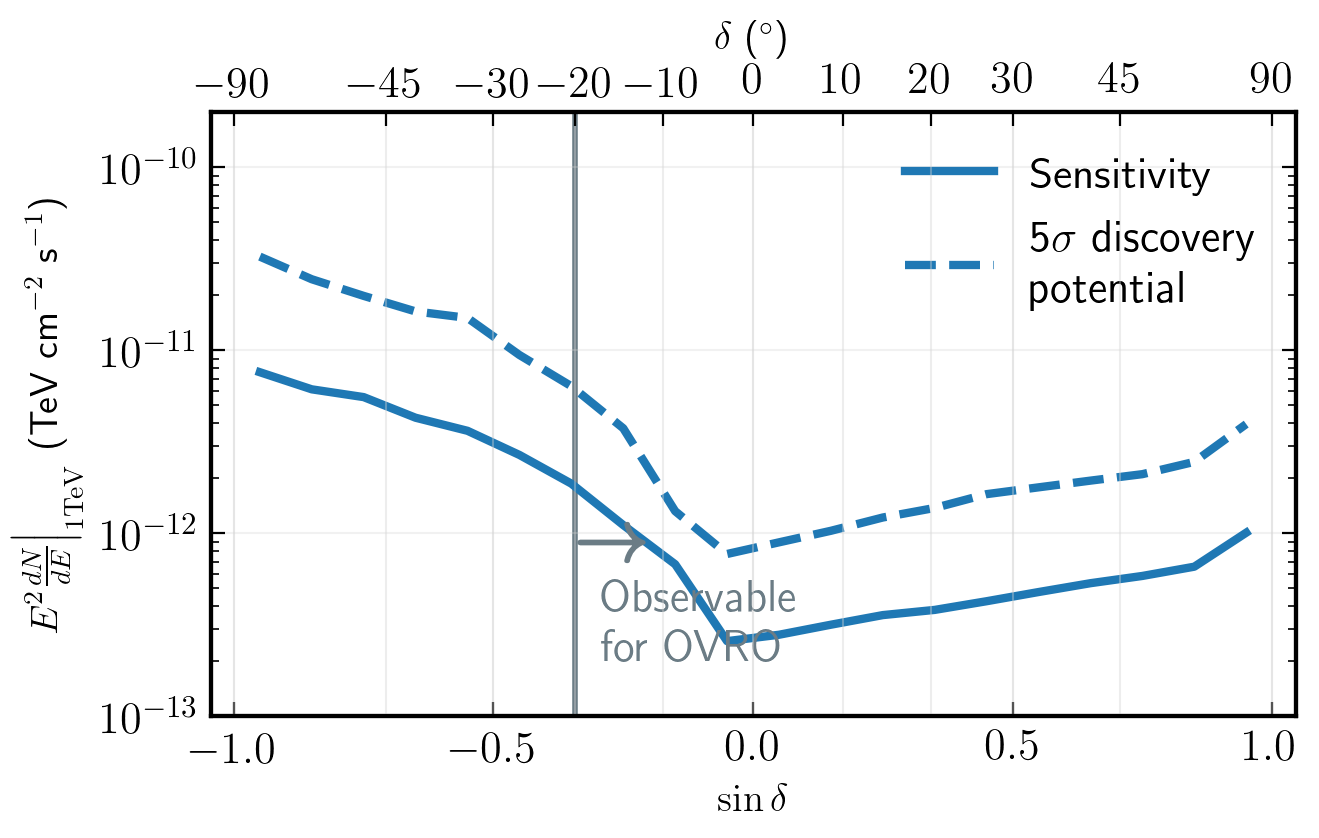 δ (°)
−90 −45 −30 −20 −10 0 10 20 30 45 90
10⁻¹⁰
10⁻¹¹
10⁻¹²
10⁻¹³
E² dN/dE |1TeV (TeV cm⁻² s⁻¹)
Sensitivity
5σ discovery
potential
Observable
for OVRO
−1.0 −0.5 0.0 0.5 1.0
sin δ